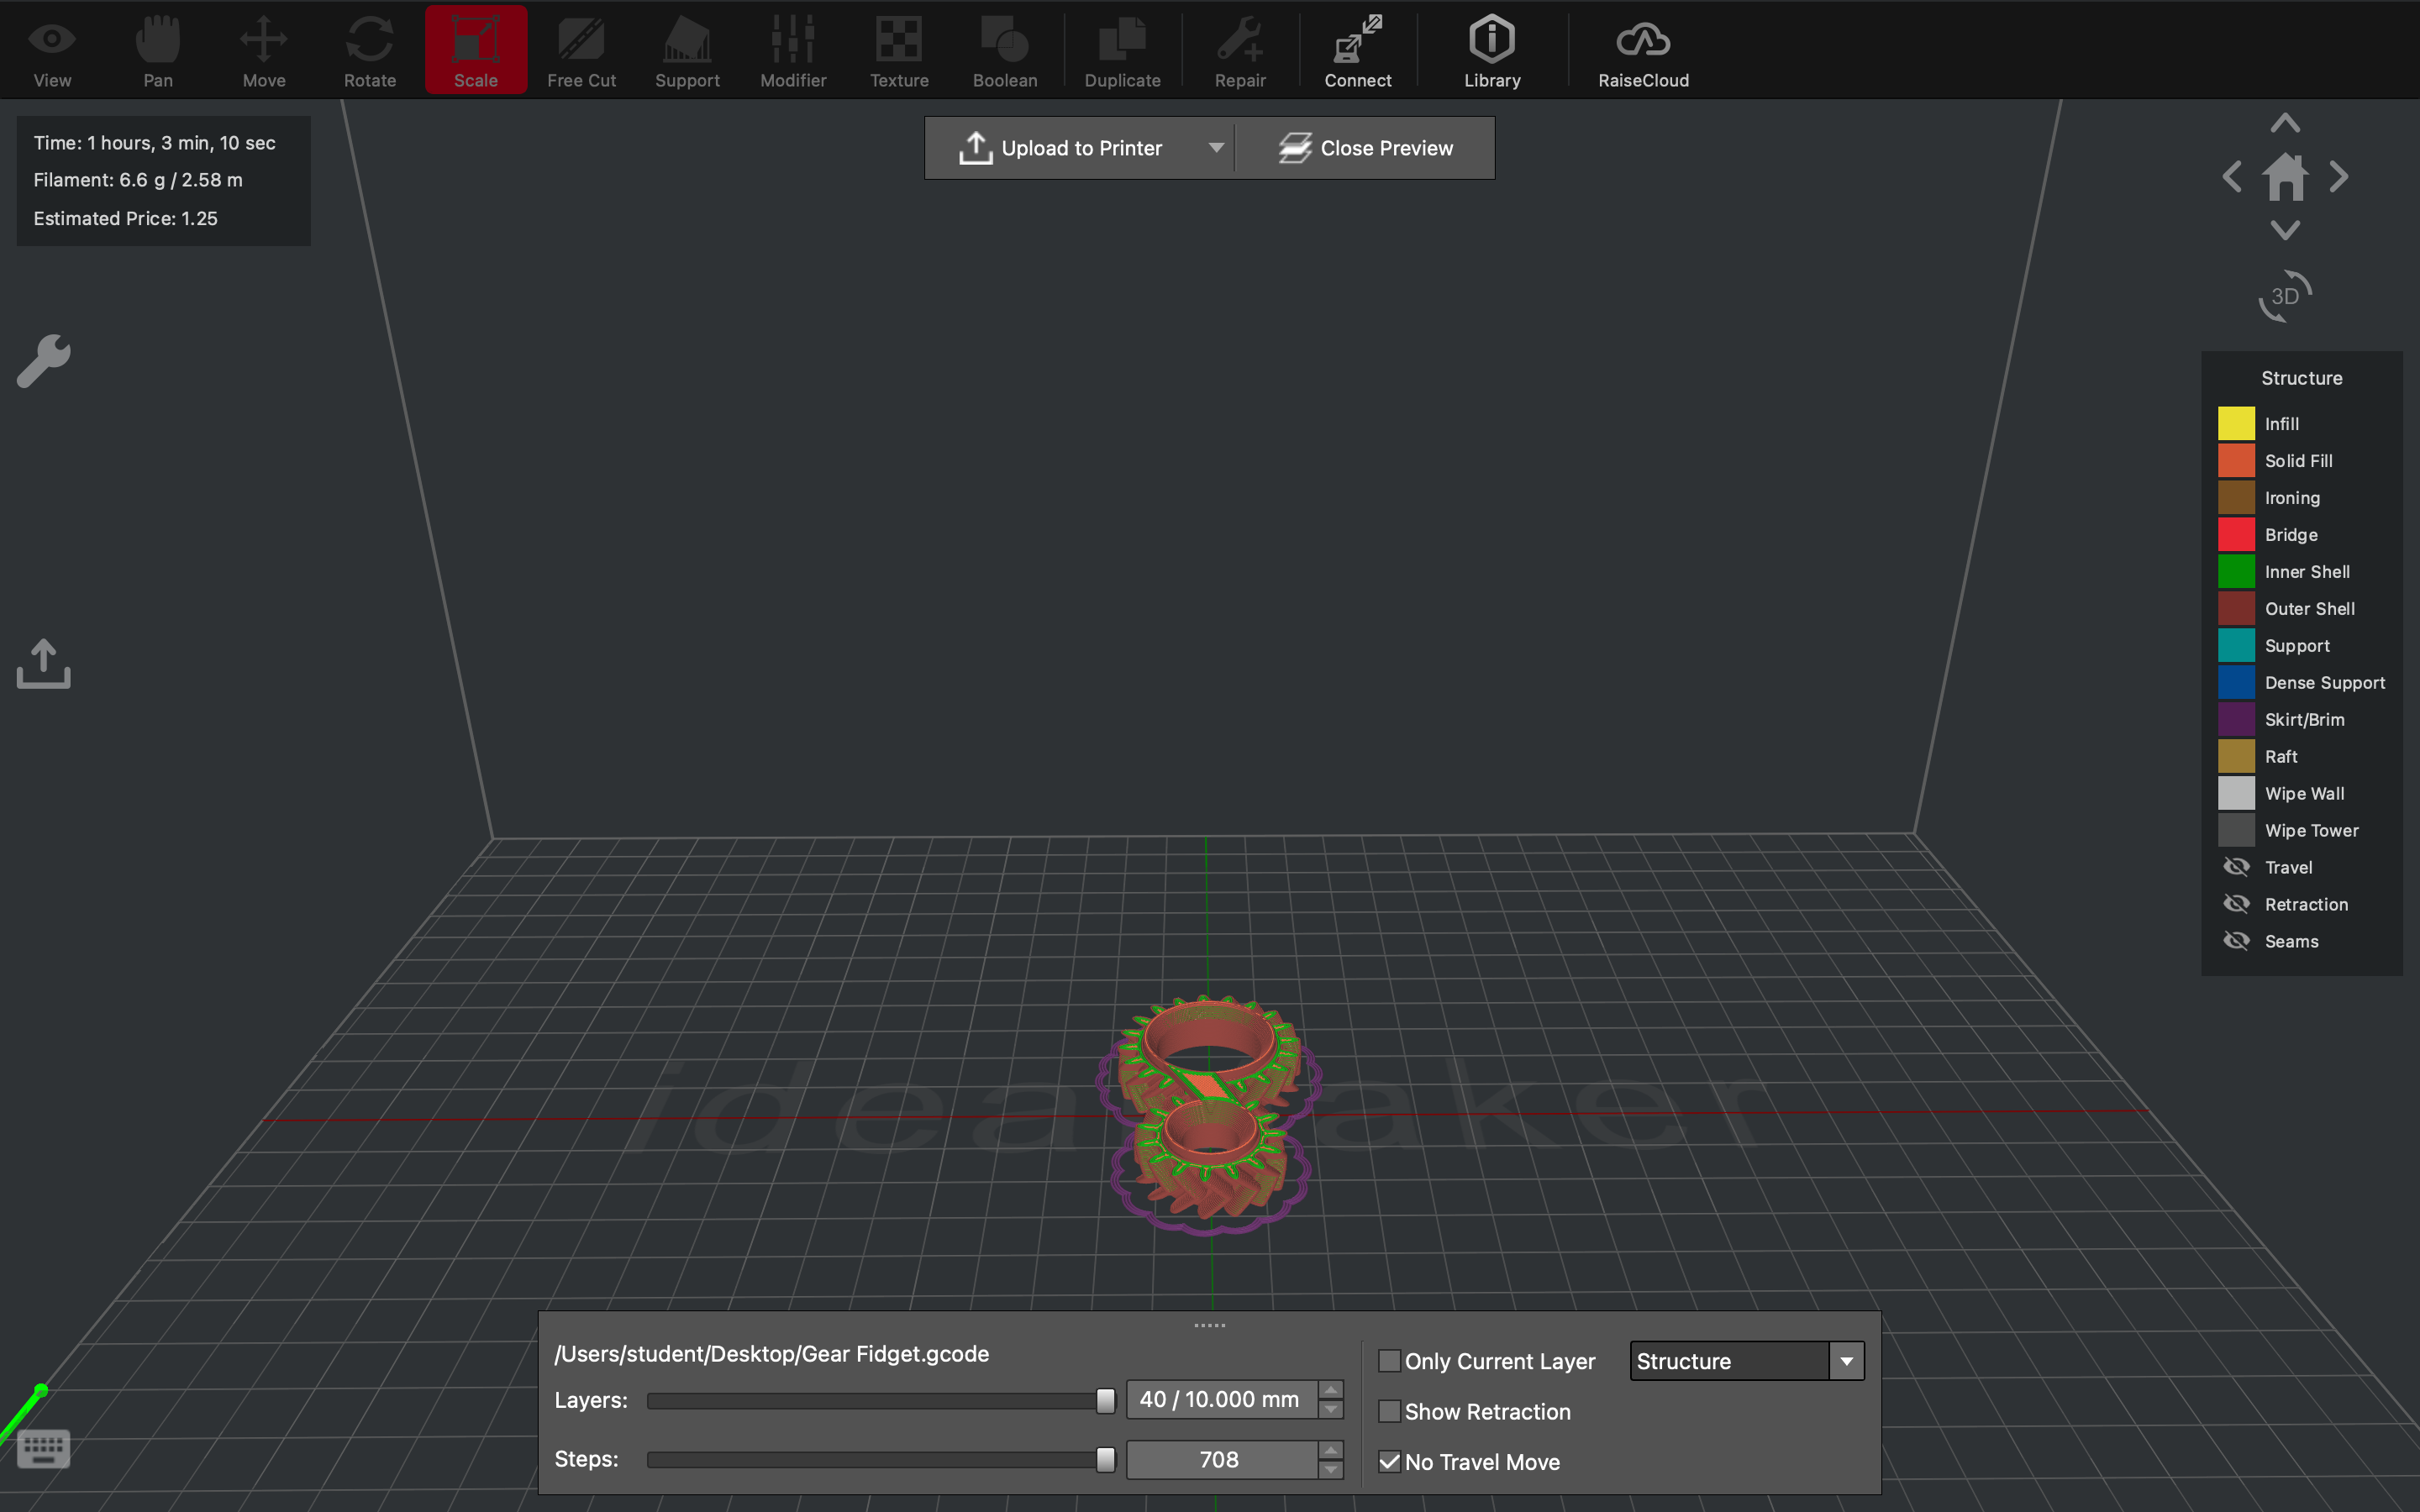 View Pan Move Rotate Scale Free Cut Support Modifier Texture Boolean Duplicate Repair Connect Library RaiseCloud
Time: 1 hours, 3 min, 10 sec
Filament: 6.6 g / 2.58 m
Estimated Price: 1.25
Upload to Printer
Close Preview
3D
Structure
Infill
Solid Fill
Ironing
Bridge
Inner Shell
Outer Shell
Support
Dense Support
Skirt/Brim
Raft
Wipe Wall
Wipe Tower
Travel
Retraction
Seams
idea aker
/Users/student/Desktop/Gear Fidget.gcode
Layers: 40 / 10.000 mm
Steps: 708
Only Current Layer
Structure
Show Retraction
No Travel Move